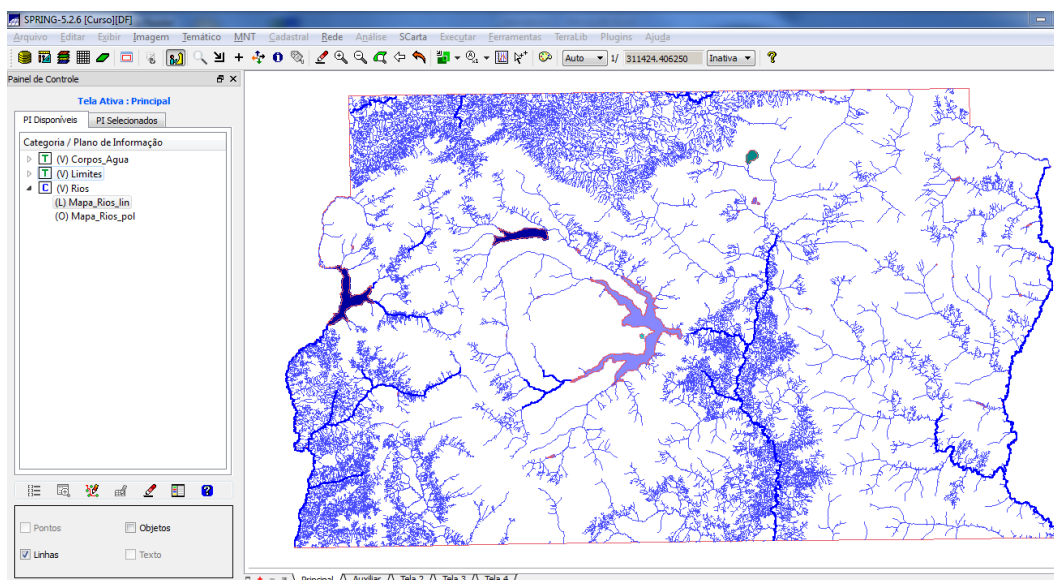 SPRING-5.2.6 [Curso][DF]
Arquivo Editar Exibir Imagem Temático MNT Cadastral Rede Análise SCarta Executar Ferramentas TerraLib Plugins Ajuda
Auto 1/ 311424.406250 Inativa
Painel de Controle
Tela Ativa : Principal
PI Disponíveis PI Selecionados
Categoria / Plano de Informação
T (V) Corpos_Agua
T (V) Limites
C (V) Rios
(L) Mapa_Rios_lin
(O) Mapa_Rios_pol
Pontos Objetos
Linhas Texto
Principal Auxiliar Tela 2 Tela 3 Tela 4